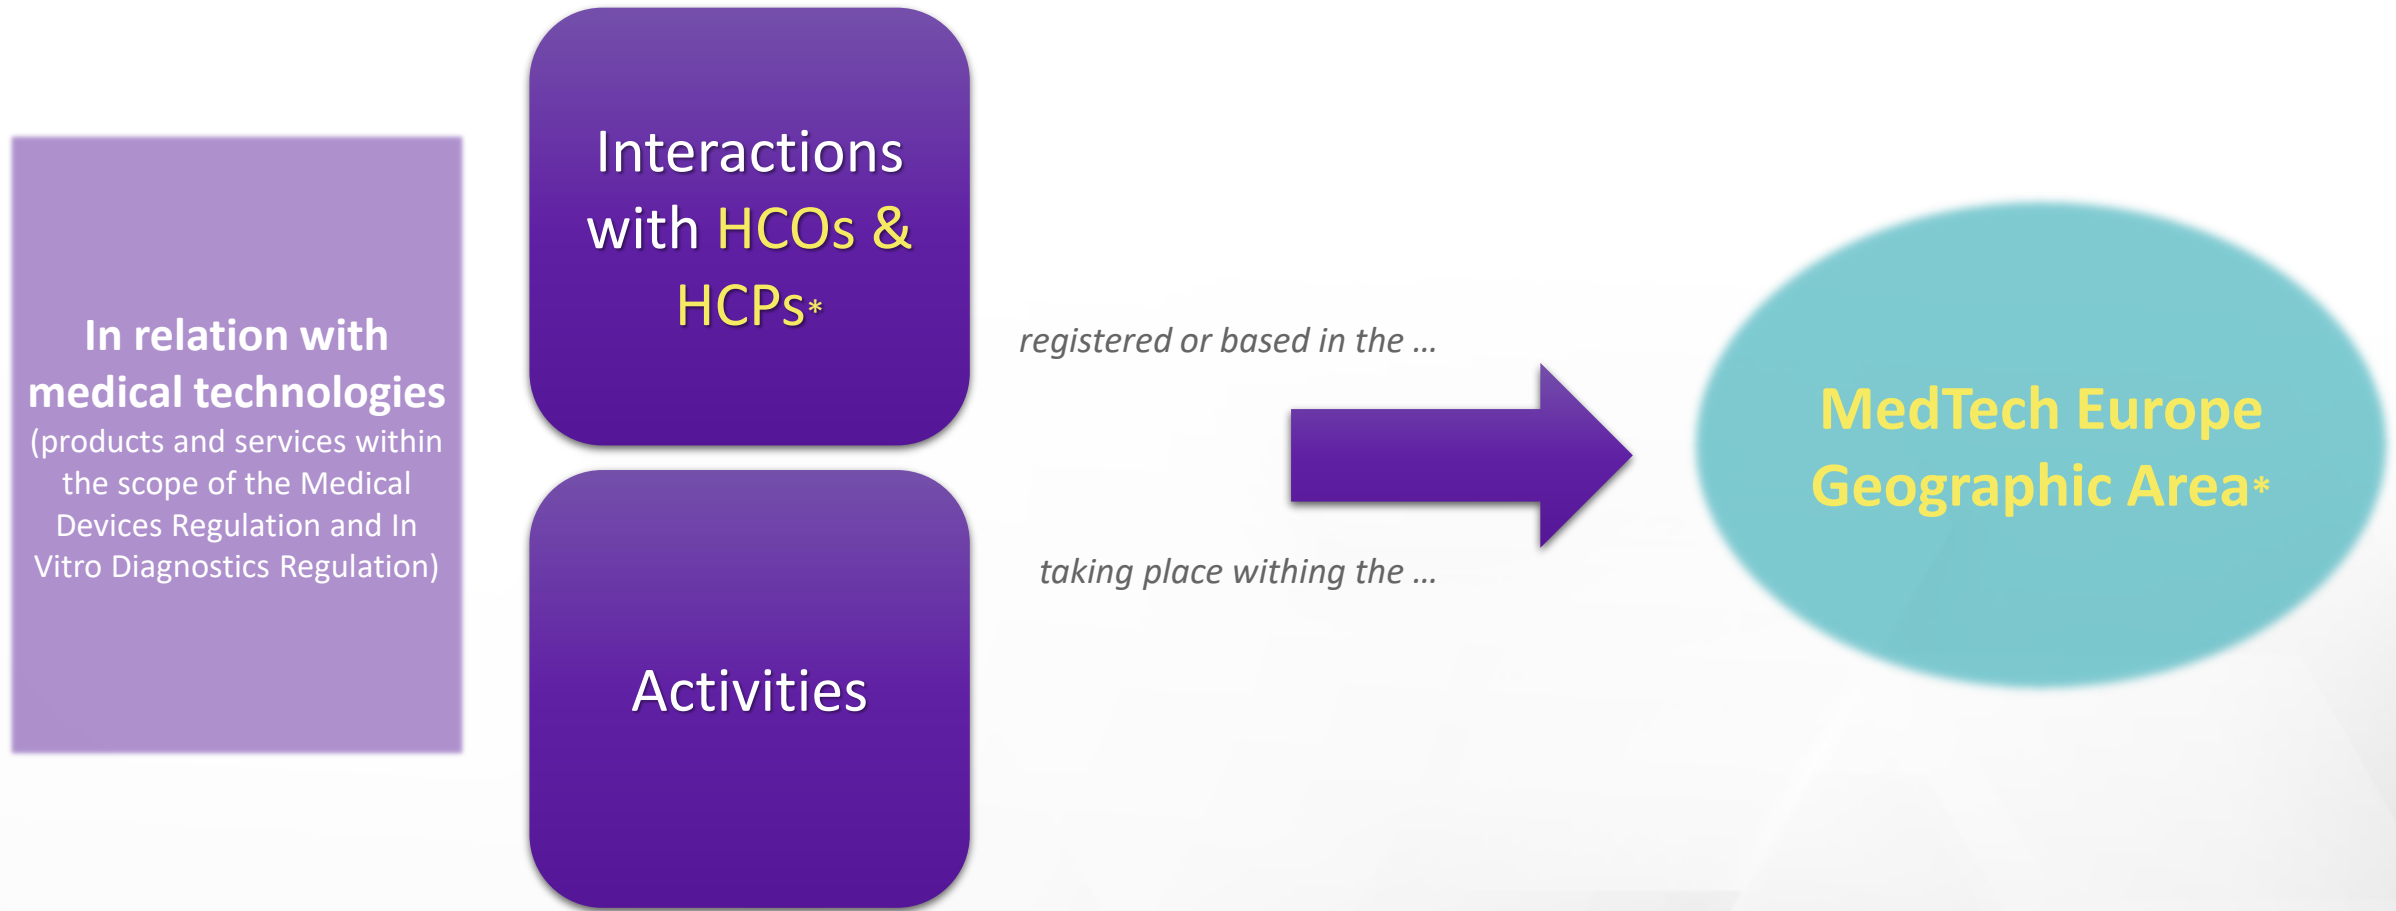 In relation with
medical technologies
(products and services within
the scope of the Medical
Devices Regulation and In
Vitro Diagnostics Regulation)
Interactions
with HCOs &
HCPs*
Activities
registered or based in the ...
taking place withing the ...
MedTech Europe
Geographic Area*